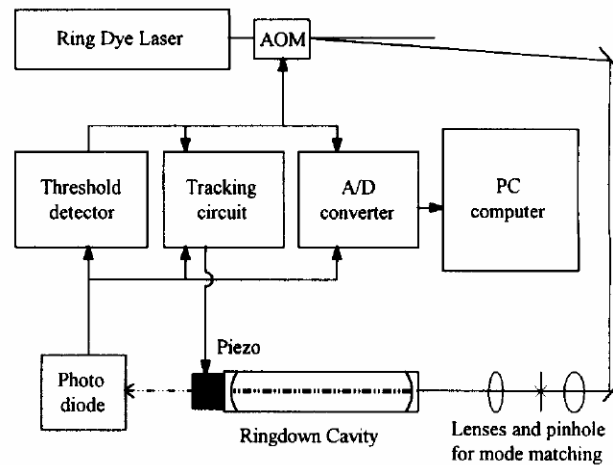 Ring Dye Laser
AOM
Threshold
detector
Tracking
circuit
A/D
converter
PC
computer
Piezo
Photo
diode
Ringdown Cavity
Lenses and pinhole
for mode matching